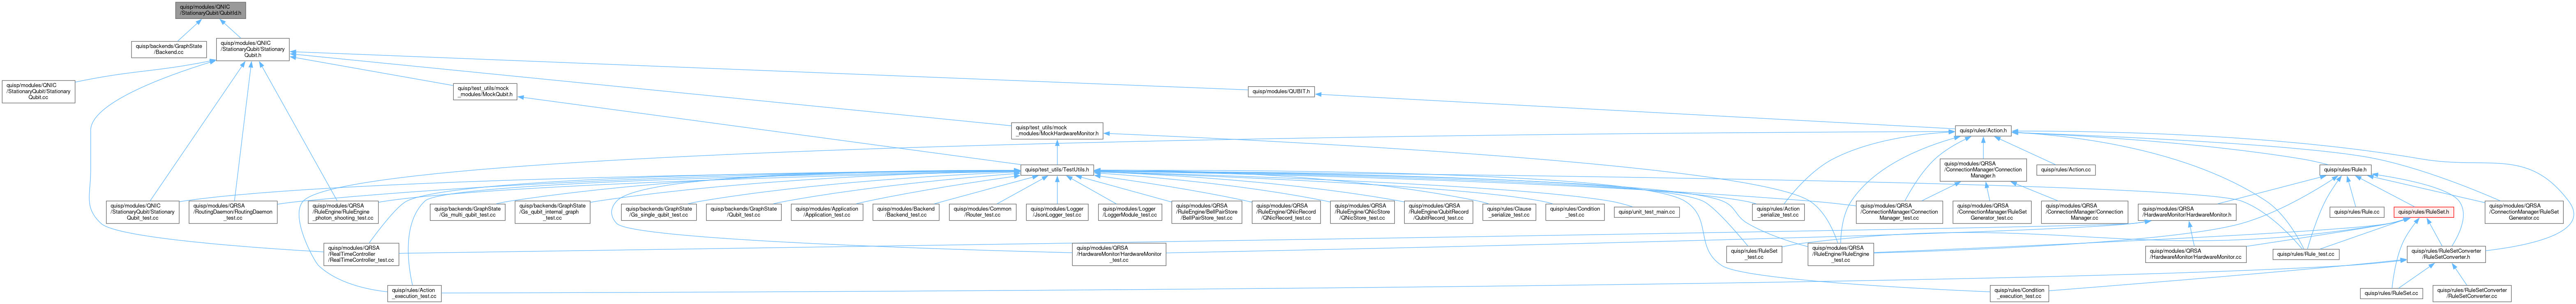 quisp/modules/QNIC
/StationaryQubit/QubitId.h
quisp/backends/GraphState
/Backend.cc
quisp/modules/QNIC
/StationaryQubit/Stationary
Qubit.h
quisp/modules/QNIC
/StationaryQubit/Stationary
Qubit.cc
quisp/test_utils/mock
_modules/MockQubit.h
quisp/modules/QUBIT.h
quisp/test_utils/mock
_modules/MockHardwareMonitor.h
quisp/rules/Action.h
quisp/test_utils/TestUtils.h
quisp/modules/QRSA
/ConnectionManager/Connection
Manager.h
quisp/rules/Action.cc
quisp/rules/Rule.h
quisp/modules/QNIC
/StationaryQubit/Stationary
Qubit_test.cc
quisp/modules/QRSA
/RoutingDaemon/RoutingDaemon
_test.cc
quisp/modules/QRSA
/RuleEngine/RuleEngine
_photon_shooting_test.cc
quisp/backends/GraphState
/Gs_multi_qubit_test.cc
quisp/backends/GraphState
/Gs_qubit_internal_graph
_test.cc
quisp/backends/GraphState
/Gs_single_qubit_test.cc
quisp/backends/GraphState
/Qubit_test.cc
quisp/modules/Application
/Application_test.cc
quisp/modules/Backend
/Backend_test.cc
quisp/modules/Common
/Router_test.cc
quisp/modules/Logger
/JsonLogger_test.cc
quisp/modules/Logger
/LoggerModule_test.cc
quisp/modules/QRSA
/RuleEngine/BellPairStore
/BellPairStore_test.cc
quisp/modules/QRSA
/RuleEngine/QNicRecord
/QNicRecord_test.cc
quisp/modules/QRSA
/RuleEngine/QNicStore
/QNicStore_test.cc
quisp/modules/QRSA
/RuleEngine/QubitRecord
/QubitRecord_test.cc
quisp/rules/Clause
_serialize_test.cc
quisp/rules/Condition
_test.cc
quisp/unit_test_main.cc
quisp/rules/Action
_serialize_test.cc
quisp/modules/QRSA
/ConnectionManager/Connection
Manager_test.cc
quisp/modules/QRSA
/ConnectionManager/RuleSet
Generator_test.cc
quisp/modules/QRSA
/ConnectionManager/Connection
Manager.cc
quisp/modules/QRSA
/HardwareMonitor/HardwareMonitor.h
quisp/rules/Rule.cc
quisp/rules/RuleSet.h
quisp/modules/QRSA
/ConnectionManager/RuleSet
Generator.cc
quisp/modules/QRSA
/RealTimeController
/RealTimeController_test.cc
quisp/modules/QRSA
/HardwareMonitor/HardwareMonitor
_test.cc
quisp/rules/RuleSet
_test.cc
quisp/modules/QRSA
/RuleEngine/RuleEngine
_test.cc
quisp/modules/QRSA
/HardwareMonitor/HardwareMonitor.cc
quisp/rules/Rule_test.cc
quisp/rules/RuleSetConverter
/RuleSetConverter.h
quisp/rules/Action
_execution_test.cc
quisp/rules/Condition
_execution_test.cc
quisp/rules/RuleSet.cc
quisp/rules/RuleSetConverter
/RuleSetConverter.cc